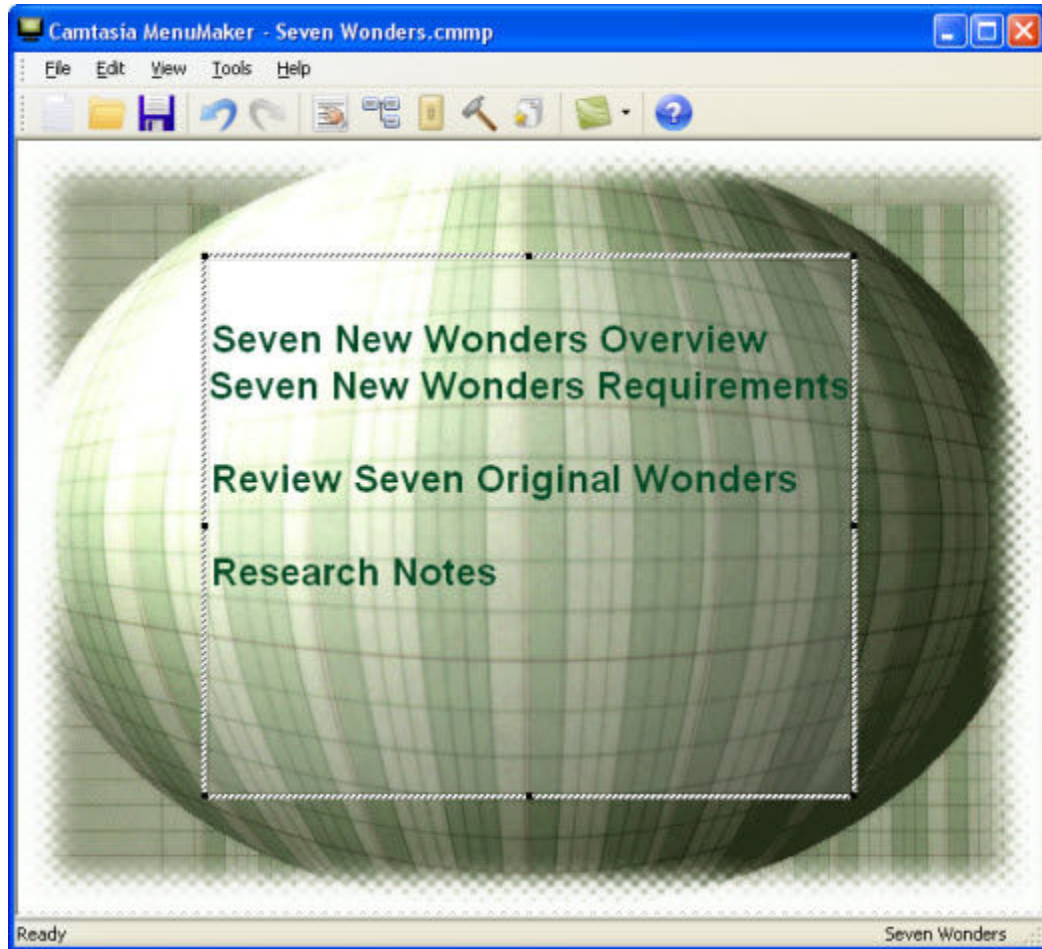 Camtasia MenuMaker - Seven Wonders.cmmp
File Edit View Tools Help
Seven New Wonders Overview
Seven New Wonders Requirements
Review Seven Original Wonders
Research Notes
Ready Seven Wonders